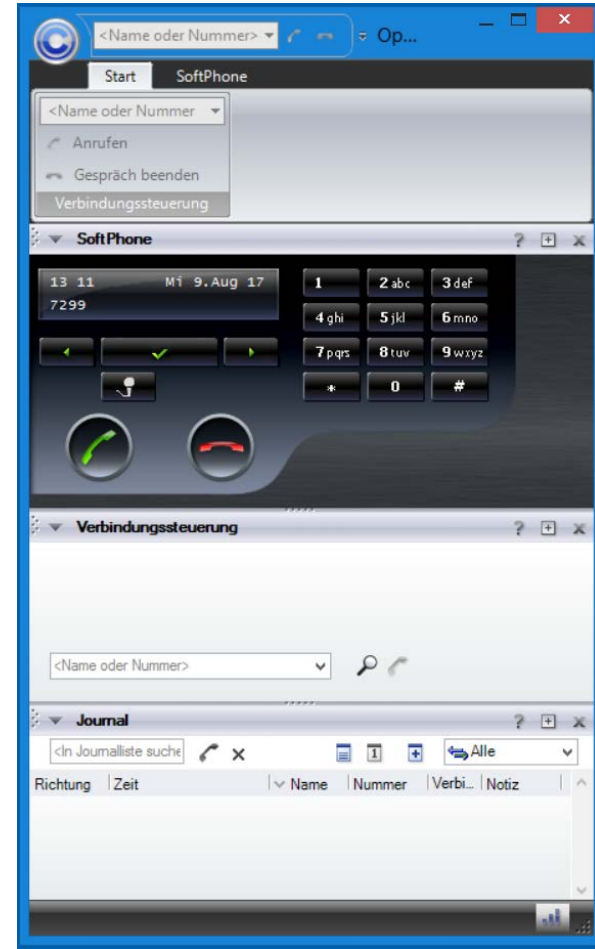 <Name oder Nummer> Op...
Start SoftPhone
<Name oder Nummer
Anrufen
Gespräch beenden
Verbindungssteuerung
SoftPhone ?
13 11 Mi 9.Aug 17
7299
1 2 abc 3 def
4 ghi 5 jkl 6 mno
7 pqrs 8 tuv 9 wxyz
* 0 #
Verbindungssteuerung ?
<Name oder Nummer>
Journal ?
<In Journalliste suche 1 Alle
Richtung Zeit Name Nummer Verbi... Notiz